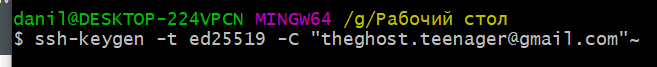 danil@DESKTOP-224VPCN MINGW64 /g/Рабочий стол
$ ssh-keygen -t ed25519 -C "theghost.teenager@gmail.com"~